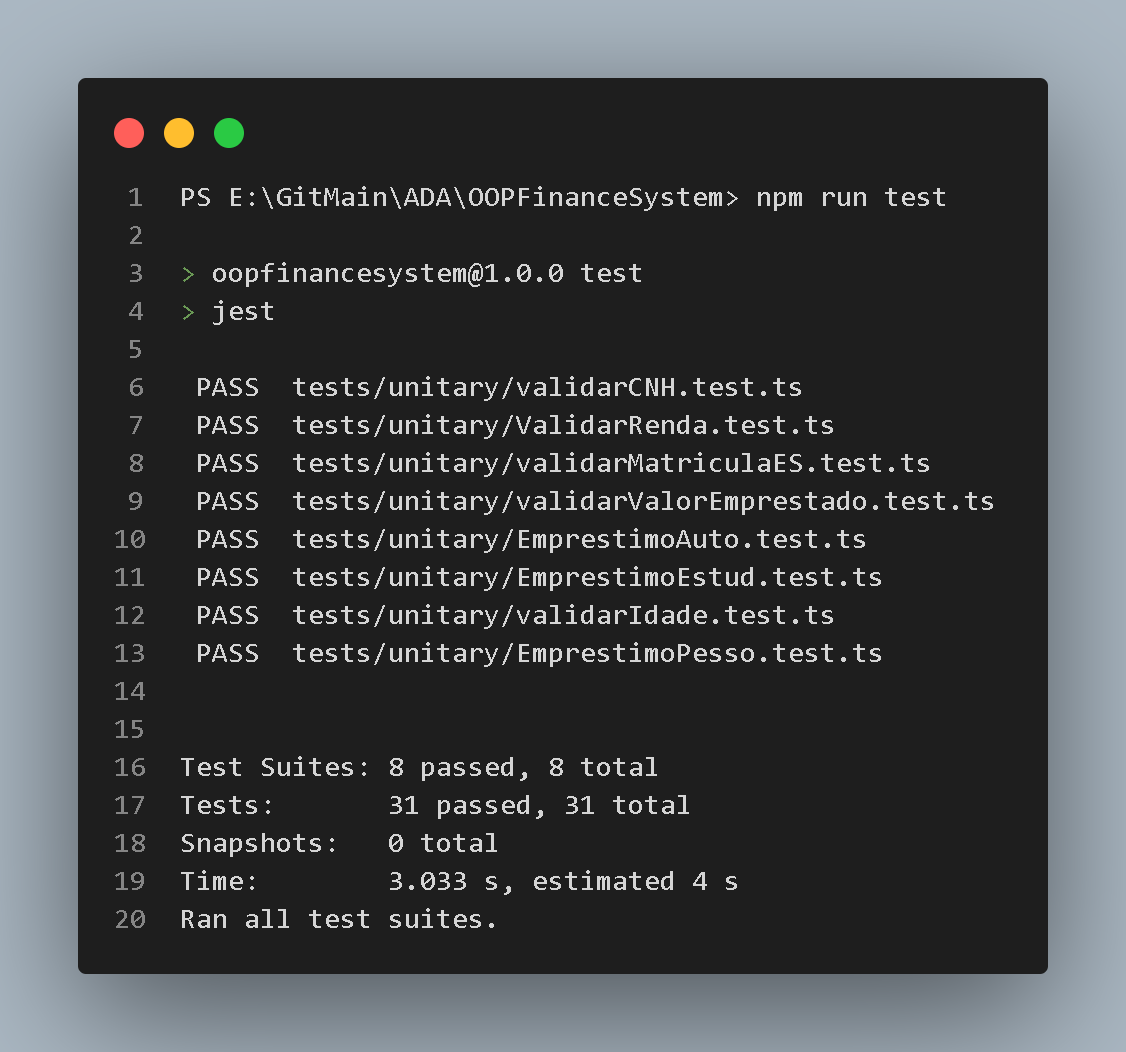 1 PS E:\GitMain\ADA\OOPFinanceSystem> npm run test
2
3 > oopfinancesystem@1.0.0 test
4 > jest
5
6  PASS  tests/unitary/validarCNH.test.ts
7  PASS  tests/unitary/ValidarRenda.test.ts
8  PASS  tests/unitary/validarMatriculaES.test.ts
9  PASS  tests/unitary/validarValorEmprestado.test.ts
10  PASS  tests/unitary/EmprestimoAuto.test.ts
11  PASS  tests/unitary/EmprestimoEstud.test.ts
12  PASS  tests/unitary/validarIdade.test.ts
13  PASS  tests/unitary/EmprestimoPesso.test.ts
14
15
16 Test Suites: 8 passed, 8 total
17 Tests:       31 passed, 31 total
18 Snapshots:   0 total
19 Time:        3.033 s, estimated 4 s
20 Ran all test suites.